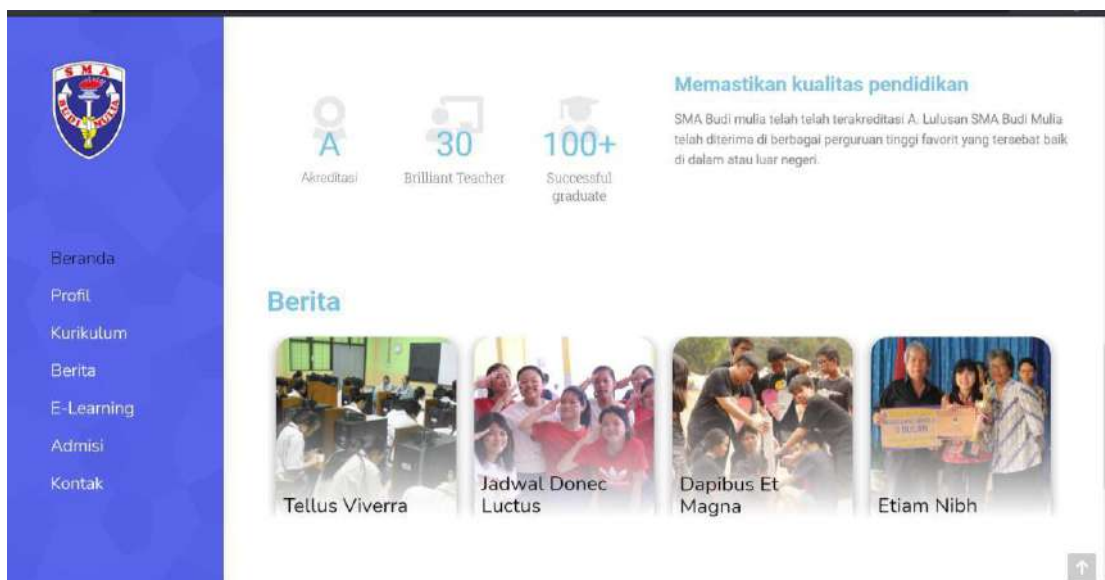 SMA
BUDI MULIA
Beranda
Profil
Kurikulum
Berita
E-Learning
Admisi
Kontak
A
Akreditasi
30
Brilliant Teacher
100+
Successful
graduate
Memastikan kualitas pendidikan
SMA Budi mulia telah telah terakreditasi A. Lulusan SMA Budi Mulia
telah diterima di berbagai perguruan tinggi favorit yang tersebat baik
di dalam atau luar negeri.
Berita
Tellus Viverra
Jadwal Donec
Luctus
Dapibus Et
Magna
Etiam Nibh